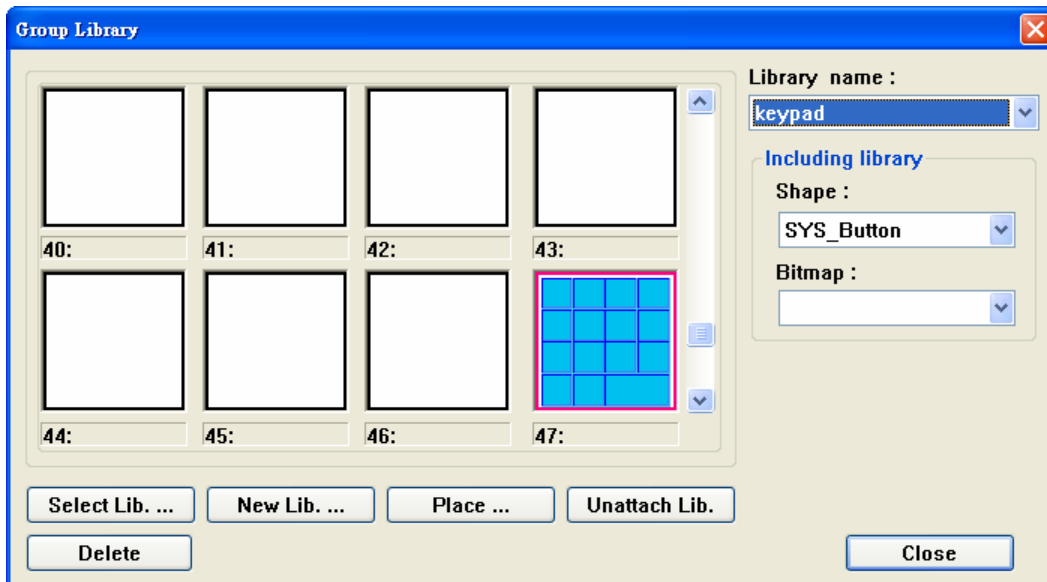 Group Library
Library name :
keypad
Including library
Shape :
SYS_Button
Bitmap :
40:
41:
42:
43:
44:
45:
46:
47:
Select Lib. ...
New Lib. ...
Place ...
Unattach Lib.
Delete
Close